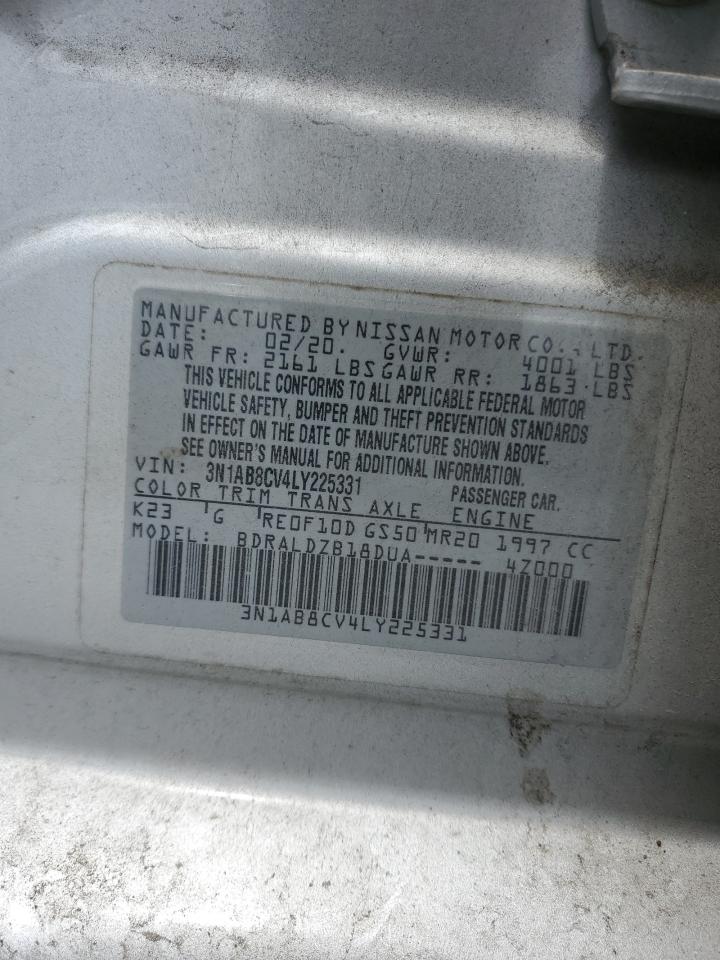 MANUFACTURED BY NISSAN MOTOR CO., LTD.
DATE: 02/20. GVWR: 4001 LBS
GAWR FR: 2161 LBS GAWR RR: 1863 LBS
THIS VEHICLE CONFORMS TO ALL APPLICABLE FEDERAL MOTOR
VEHICLE SAFETY, BUMPER AND THEFT PREVENTION STANDARDS
IN EFFECT ON THE DATE OF MANUFACTURE SHOWN ABOVE.
SEE OWNER'S MANUAL FOR ADDITIONAL INFORMATION.
VIN: 3N1AB8CV4LY225331 PASSENGER CAR.
COLOR TRIM TRANS AXLE ENGINE
K23 G RE0F10D GS50 MR20 1997 CC
MODEL: BDRALDZB18DUA----- 4Z000
3N1AB8CV4LY225331